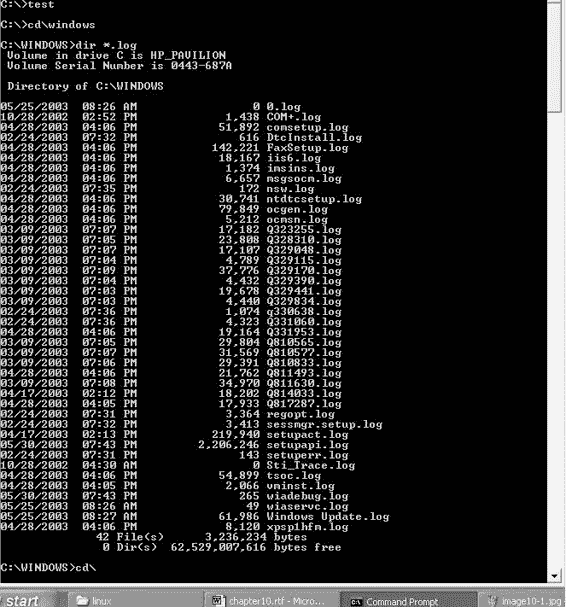 C:\>test
C:\>cd\windows
C:\WINDOWS>dir *.log
Volume in drive C is HP_PAVILION
Volume Serial Number is 0443-687A
Directory of C:\WINDOWS
05/25/2003 08:26 AM 0 0.log
10/28/2002 02:52 PM 1,438 COM+.log
04/28/2003 04:06 PM 51,892 comsetup.log
02/24/2003 07:32 PM 616 DtcInstall.log
04/28/2003 04:06 PM 142,221 FaxSetup.log
04/28/2003 04:06 PM 18,167 iis6.log
04/28/2003 04:06 PM 1,374 imsins.log
04/28/2003 04:06 PM 6,657 msgsocm.log
02/24/2003 07:35 PM 172 nsw.log
04/28/2003 04:06 PM 30,741 ntdtcsetup.log
04/28/2003 04:06 PM 79,849 ocgen.log
04/28/2003 04:06 PM 5,212 ocmsn.log
03/09/2003 07:07 PM 17,182 Q323255.log
03/09/2003 07:05 PM 23,808 Q328310.log
03/09/2003 07:07 PM 17,107 Q329048.log
03/09/2003 07:04 PM 4,789 Q329115.log
03/09/2003 07:09 PM 37,776 Q329170.log
03/09/2003 07:04 PM 4,432 Q329390.log
03/09/2003 07:03 PM 19,678 Q329441.log
03/09/2003 07:03 PM 4,440 Q329834.log
02/24/2003 07:36 PM 1,074 q330638.log
02/24/2003 07:36 PM 4,323 Q331060.log
04/28/2003 04:06 PM 19,164 Q331953.log
03/09/2003 07:05 PM 29,804 Q810565.log
03/09/2003 07:07 PM 31,569 Q810577.log
03/09/2003 07:06 PM 29,391 Q810833.log
04/28/2003 04:06 PM 21,762 Q811493.log
03/09/2003 07:08 PM 34,970 Q811630.log
04/17/2003 02:12 PM 18,202 Q814033.log
04/28/2003 04:05 PM 17,933 Q817287.log
02/24/2003 07:31 PM 3,364 regopt.log
02/24/2003 07:32 PM 3,413 sessmgr.setup.log
04/17/2003 02:13 PM 219,940 setupact.log
05/30/2003 07:43 PM 2,206,246 setupapi.log
02/24/2003 07:31 PM 143 setuperr.log
10/28/2002 04:30 AM 0 Sti_Trace.log
04/28/2003 04:06 PM 54,899 tsoc.log
04/28/2003 04:05 PM 2,066 vminst.log
05/30/2003 07:43 PM 265 wiadebug.log
05/25/2003 08:26 AM 49 wiaservc.log
05/25/2003 08:27 AM 61,986 Windows Update.log
04/28/2003 04:06 PM 8,120 xpsp1hfm.log
42 File(s) 3,236,234 bytes
0 Dir(s) 62,529,007,616 bytes free
C:\WINDOWS>cd\
start linux chapter10.rtf - Micro... Command Prompt image10-1.jpg